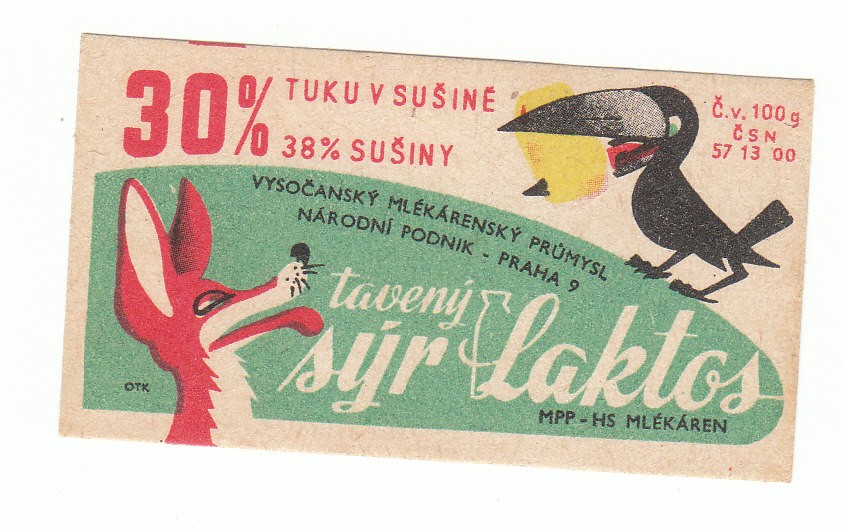 30% TUKU V SUŠINĚ
38% SUŠINY
Č.v. 100g
ČSN
57 13 00
VYSOČANSKÝ MLÉKÁRENSKÝ PRŮMYSL
NÁRODNÍ PODNIK - PRAHA 9
tavený
sýr Laktos
OTK
MPP - HS MLÉKÁREN